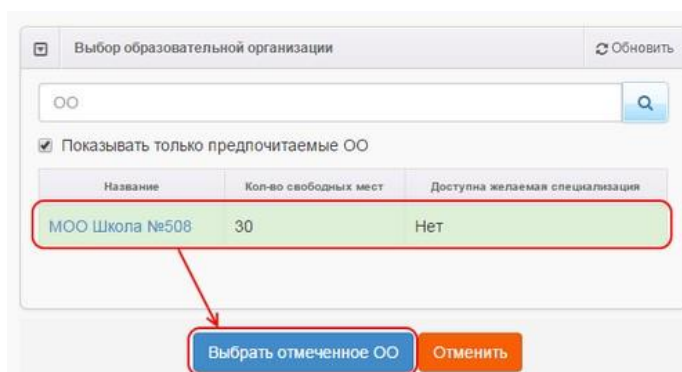 Выбор образовательной организации
Обновить
ОО
Показывать только предпочитаемые ОО
Название Кол-во свободных мест Доступна желаемая специализация
МОО Школа №508 30 Нет
Выбрать отмеченное ОО Отменить